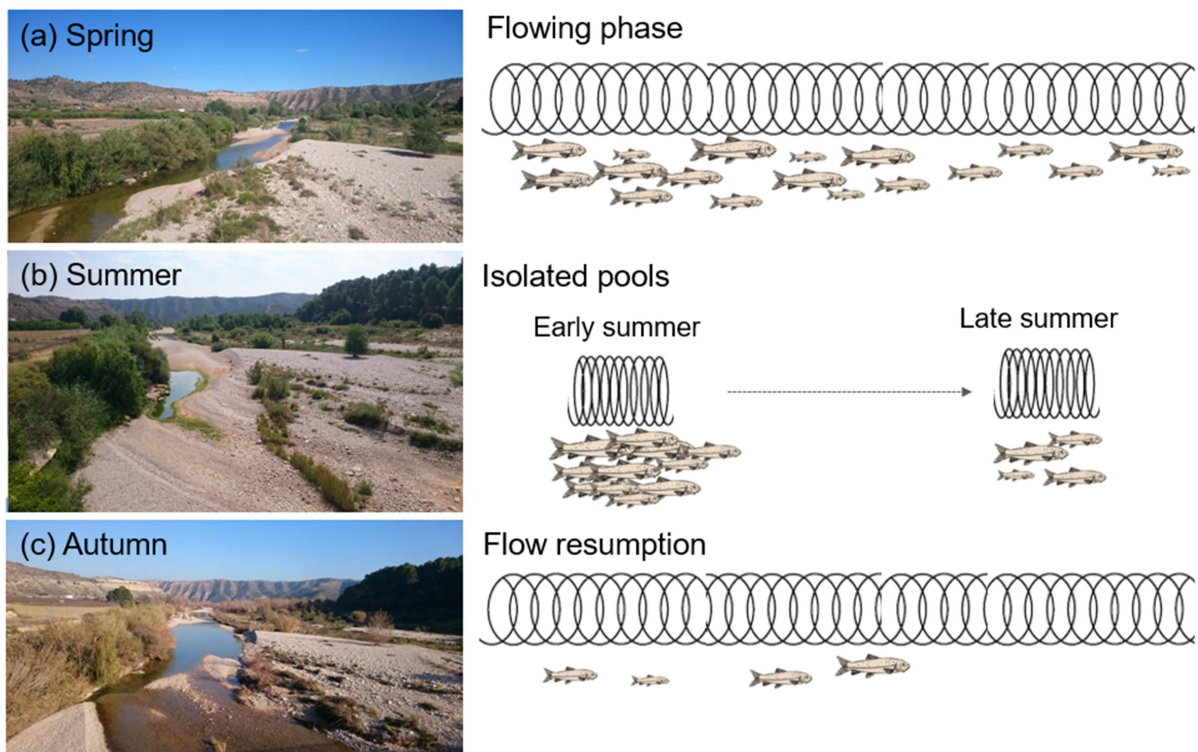 (a) Spring
Flowing phase
(b) Summer
Isolated pools
Early summer
Late summer
(c) Autumn
Flow resumption